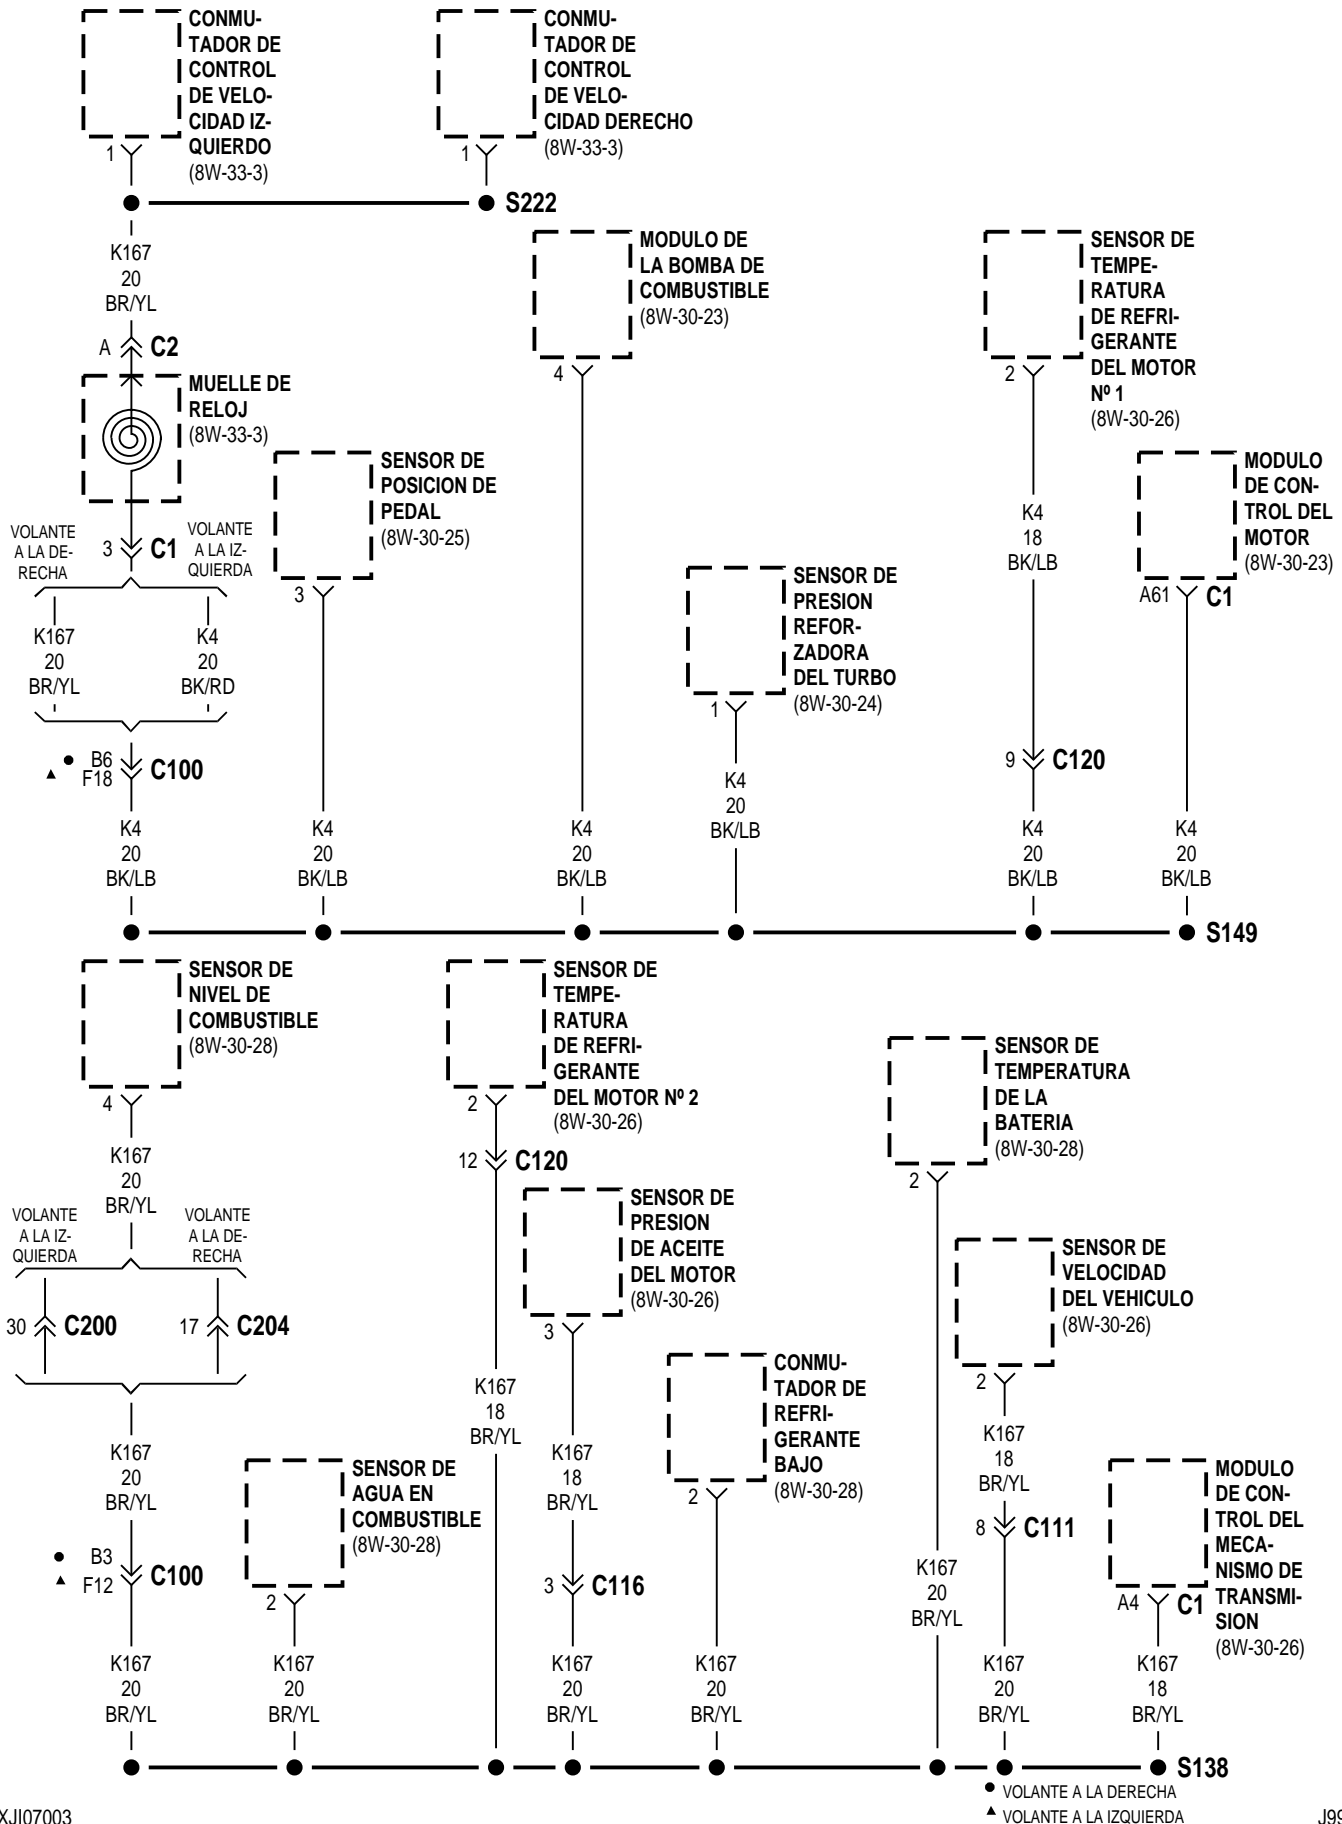 CONMU-
TADOR DE
CONTROL
DE VELO-
CIDAD IZ-
QUIERDO
(8W-33-3)
1
CONMU-
TADOR DE
CONTROL
DE VELO-
CIDAD DERECHO
(8W-33-3)
1
S222
K167
20
BR/YL
A C2
MUELLE DE
RELOJ
(8W-33-3)
VOLANTE
A LA DE-
RECHA
3 C1
VOLANTE
A LA IZ-
QUIERDA
K167
20
BR/YL
K4
20
BK/RD
● B6
▲ F18
C100
K4
20
BK/LB
SENSOR DE
POSICION DE
PEDAL
(8W-30-25)
3
K4
20
BK/LB
MODULO DE
LA BOMBA DE
COMBUSTIBLE
(8W-30-23)
4
K4
20
BK/LB
SENSOR DE
PRESION
REFOR-
ZADORA
DEL TURBO
(8W-30-24)
1
K4
20
BK/LB
SENSOR DE
TEMPE-
RATURA
DE REFRI-
GERANTE
DEL MOTOR
Nº 1
(8W-30-26)
2
K4
18
BK/LB
9 C120
K4
20
BK/LB
MODULO
DE CON-
TROL DEL
MOTOR
(8W-30-23)
A61 C1
K4
20
BK/LB
S149
SENSOR DE
NIVEL DE
COMBUSTIBLE
(8W-30-28)
4
K167
20
BR/YL
VOLANTE
A LA IZ-
QUIERDA
VOLANTE
A LA DE-
RECHA
30 C200
17 C204
K167
20
BR/YL
● B3
▲ F12
C100
K167
20
BR/YL
SENSOR DE
AGUA EN
COMBUSTIBLE
(8W-30-28)
2
K167
20
BR/YL
SENSOR DE
TEMPE-
RATURA
DE REFRI-
GERANTE
DEL MOTOR Nº 2
(8W-30-26)
2
12 C120
K167
18
BR/YL
SENSOR DE
PRESION
DE ACEITE
DEL MOTOR
(8W-30-26)
3
K167
18
BR/YL
3 C116
K167
20
BR/YL
CONMU-
TADOR DE
REFRI-
GERANTE
BAJO
(8W-30-28)
2
K167
20
BR/YL
SENSOR DE
TEMPERATURA
DE LA
BATERIA
(8W-30-28)
2
K167
20
BR/YL
SENSOR DE
VELOCIDAD
DEL VEHICULO
(8W-30-26)
2
K167
18
BR/YL
8 C111
K167
20
BR/YL
MODULO
DE CON-
TROL DEL
MECA-
NISMO DE
TRANSMI-
SION
(8W-30-26)
A4 C1
K167
18
BR/YL
S138
● VOLANTE A LA DERECHA
▲ VOLANTE A LA IZQUIERDA
XJI07003
J99